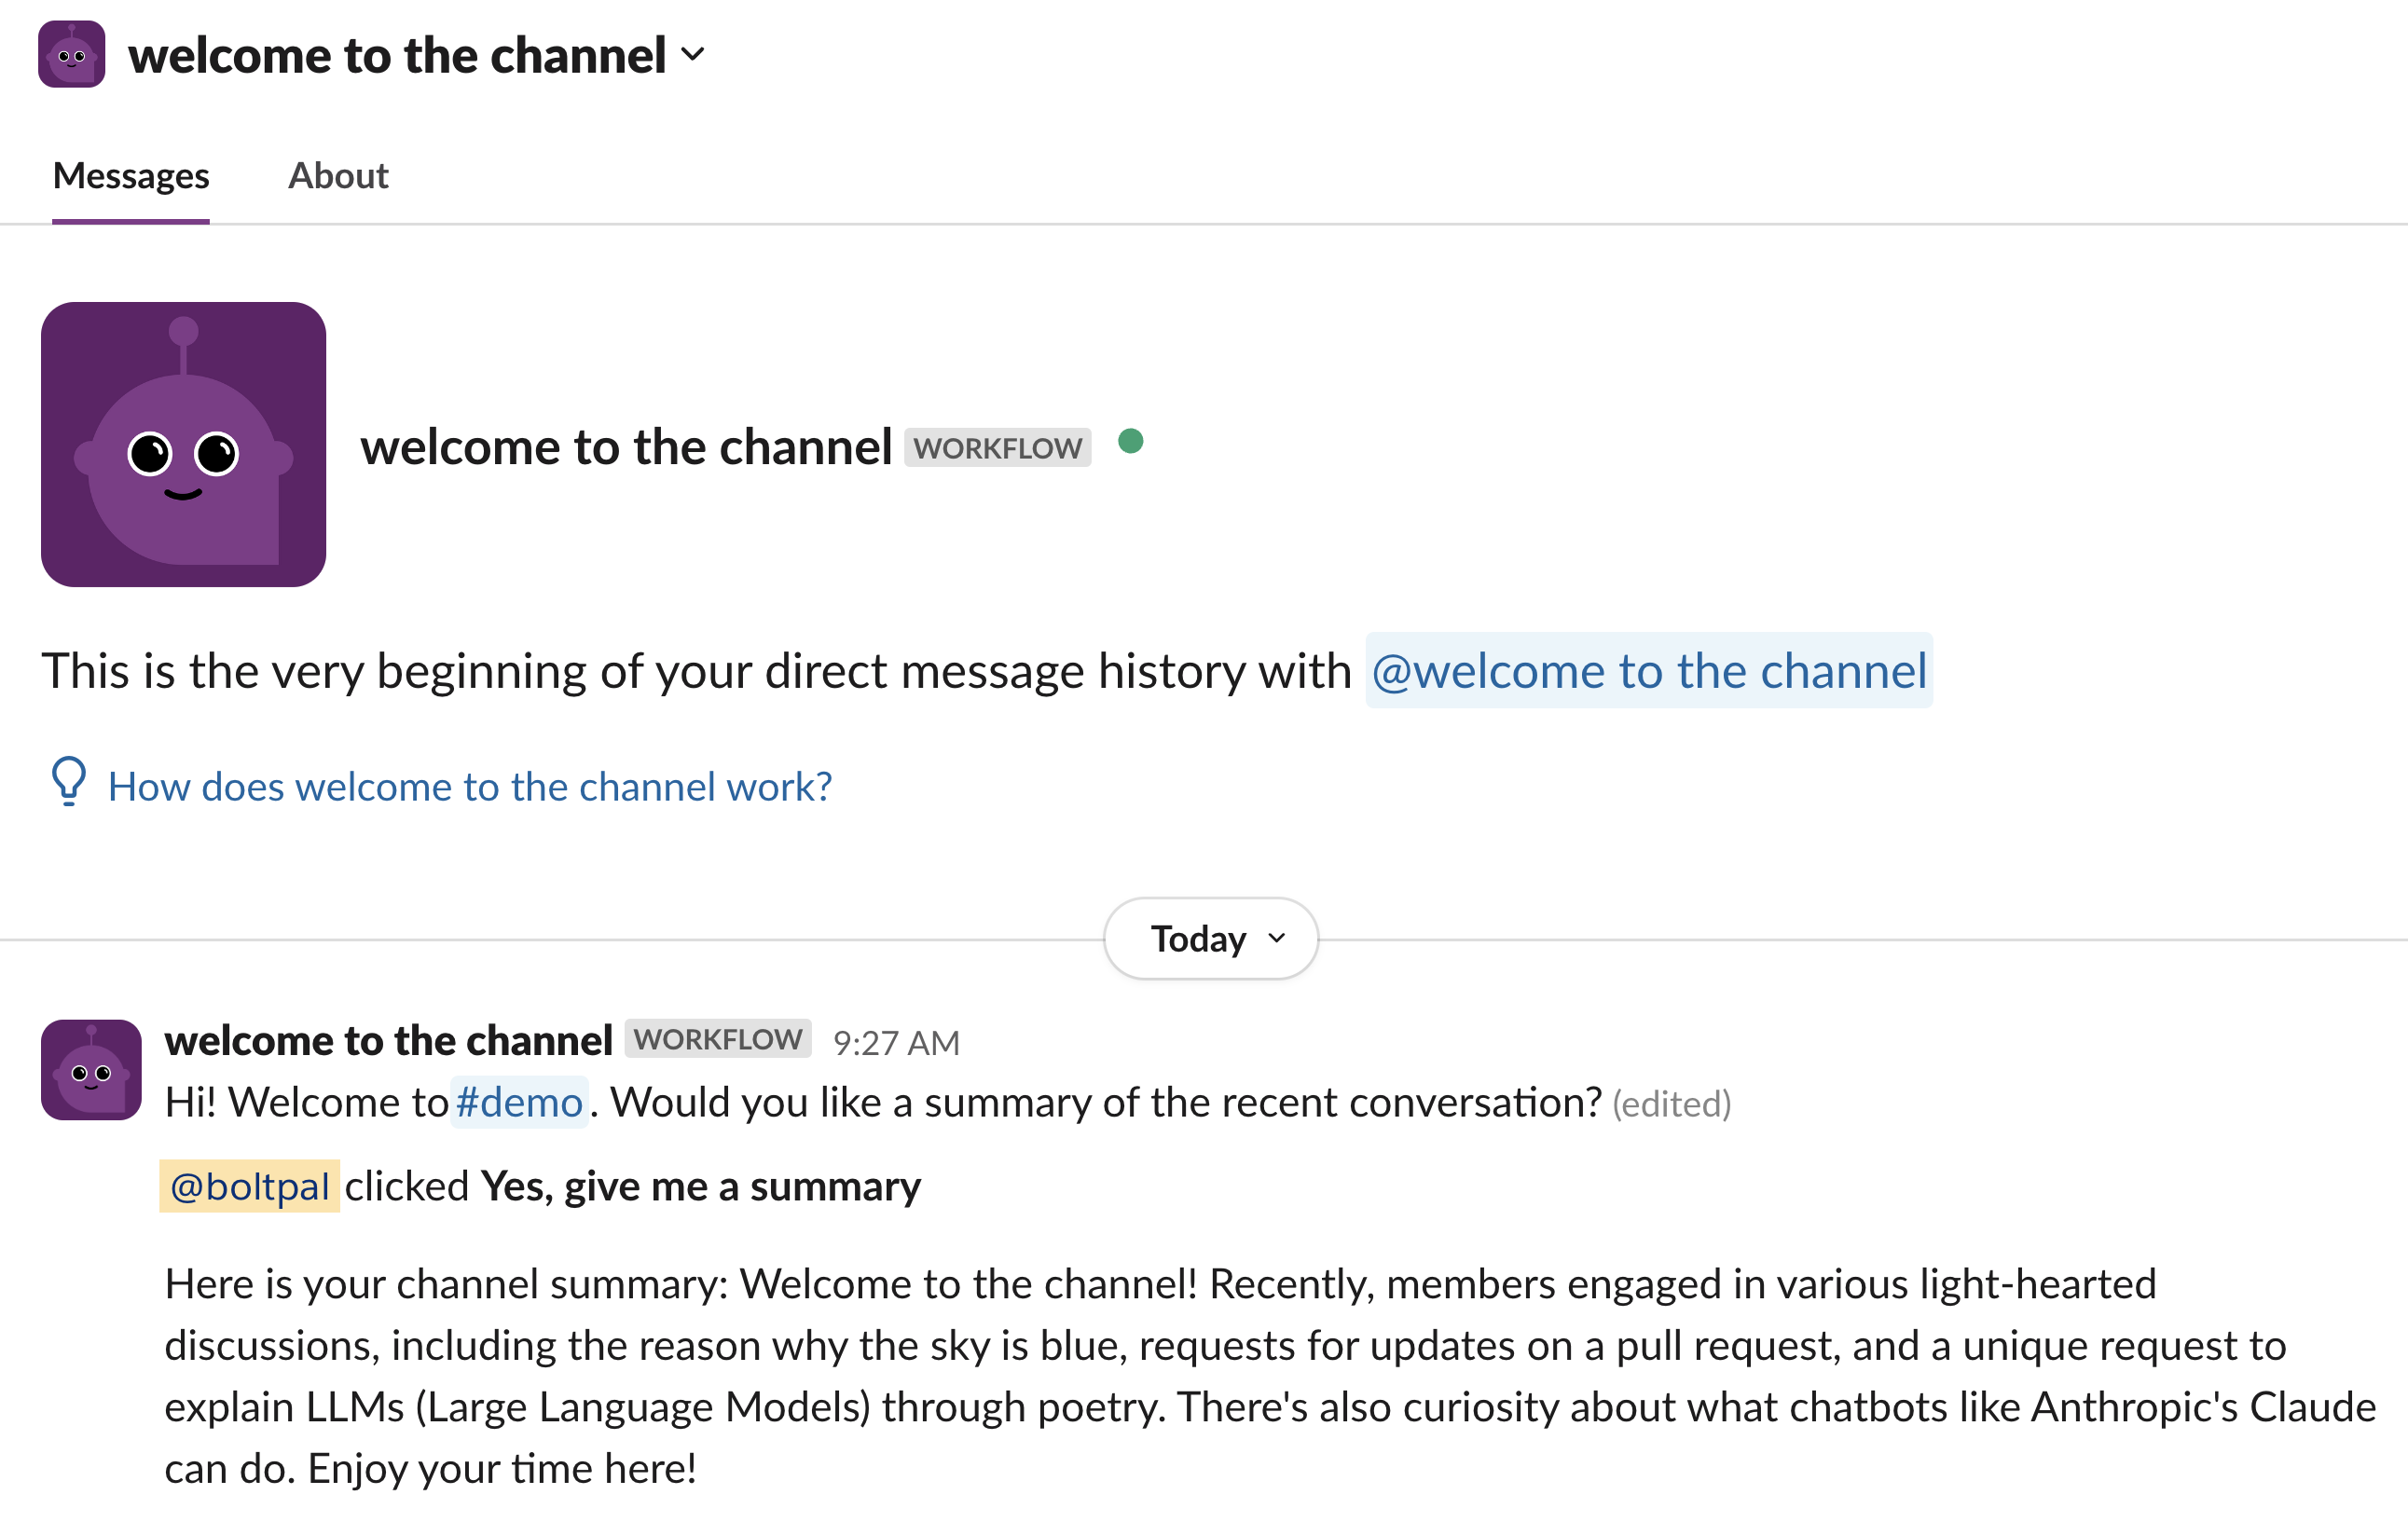 welcome to the channel
Messages About
welcome to the channel WORKFLOW
This is the very beginning of your direct message history with @welcome to the channel
How does welcome to the channel work?
Today
welcome to the channel WORKFLOW 9:27 AM
Hi! Welcome to #demo. Would you like a summary of the recent conversation? (edited)
@boltpal clicked Yes, give me a summary
Here is your channel summary: Welcome to the channel! Recently, members engaged in various light-hearted
discussions, including the reason why the sky is blue, requests for updates on a pull request, and a unique request to
explain LLMs (Large Language Models) through poetry. There's also curiosity about what chatbots like Anthropic's Claude
can do. Enjoy your time here!